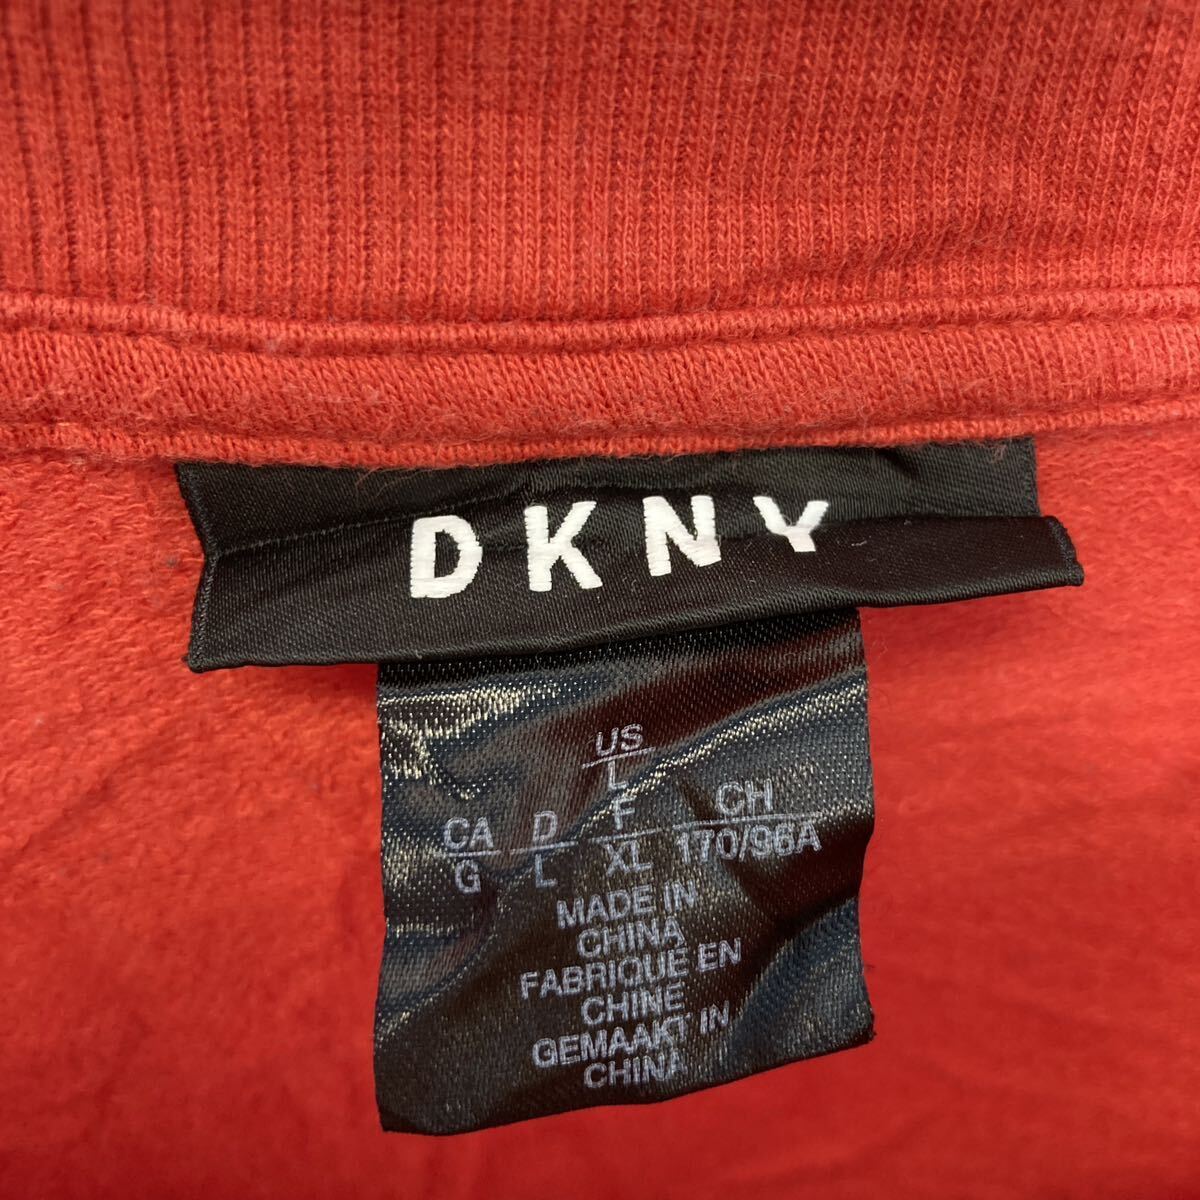 DKNY
US
L
CA D F CH
G L XL 170/96A
MADE IN
CHINA
FABRIQUE EN
CHINE
GEMAAKT IN
CHINA